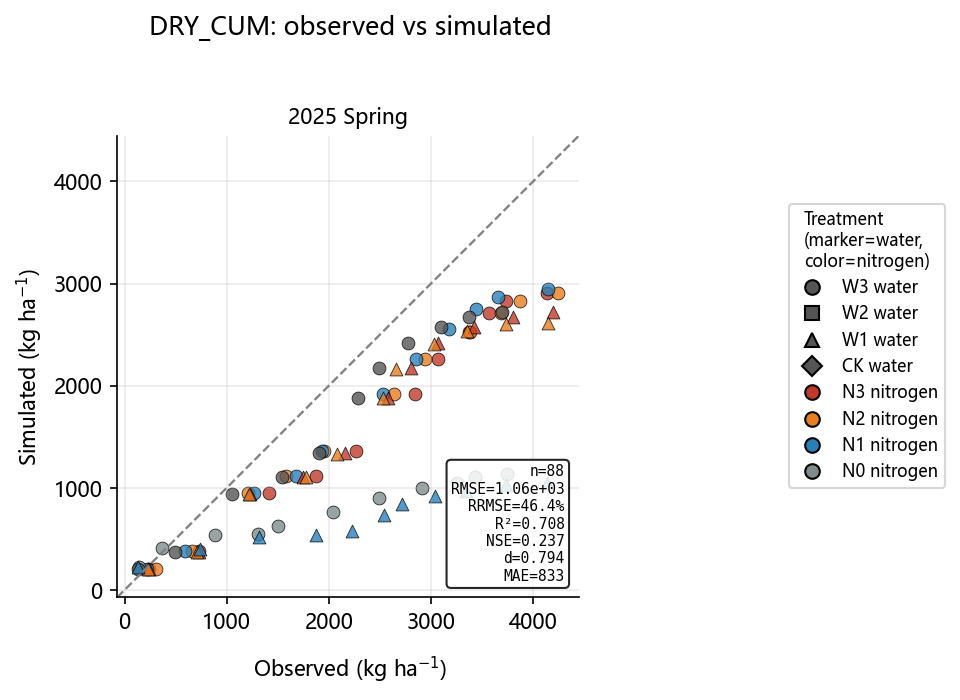 DRY_CUM: observed vs simulated
2025 Spring
4000
3000
2000
1000
0
Simulated (kg ha⁻¹)
0 1000 2000 3000 4000
Observed (kg ha⁻¹)
n=88
RMSE=1.06e+03
RRMSE=46.4%
R²=0.708
NSE=0.237
d=0.794
MAE=833
Treatment
(marker=water,
color=nitrogen)
W3 water
W2 water
W1 water
CK water
N3 nitrogen
N2 nitrogen
N1 nitrogen
N0 nitrogen